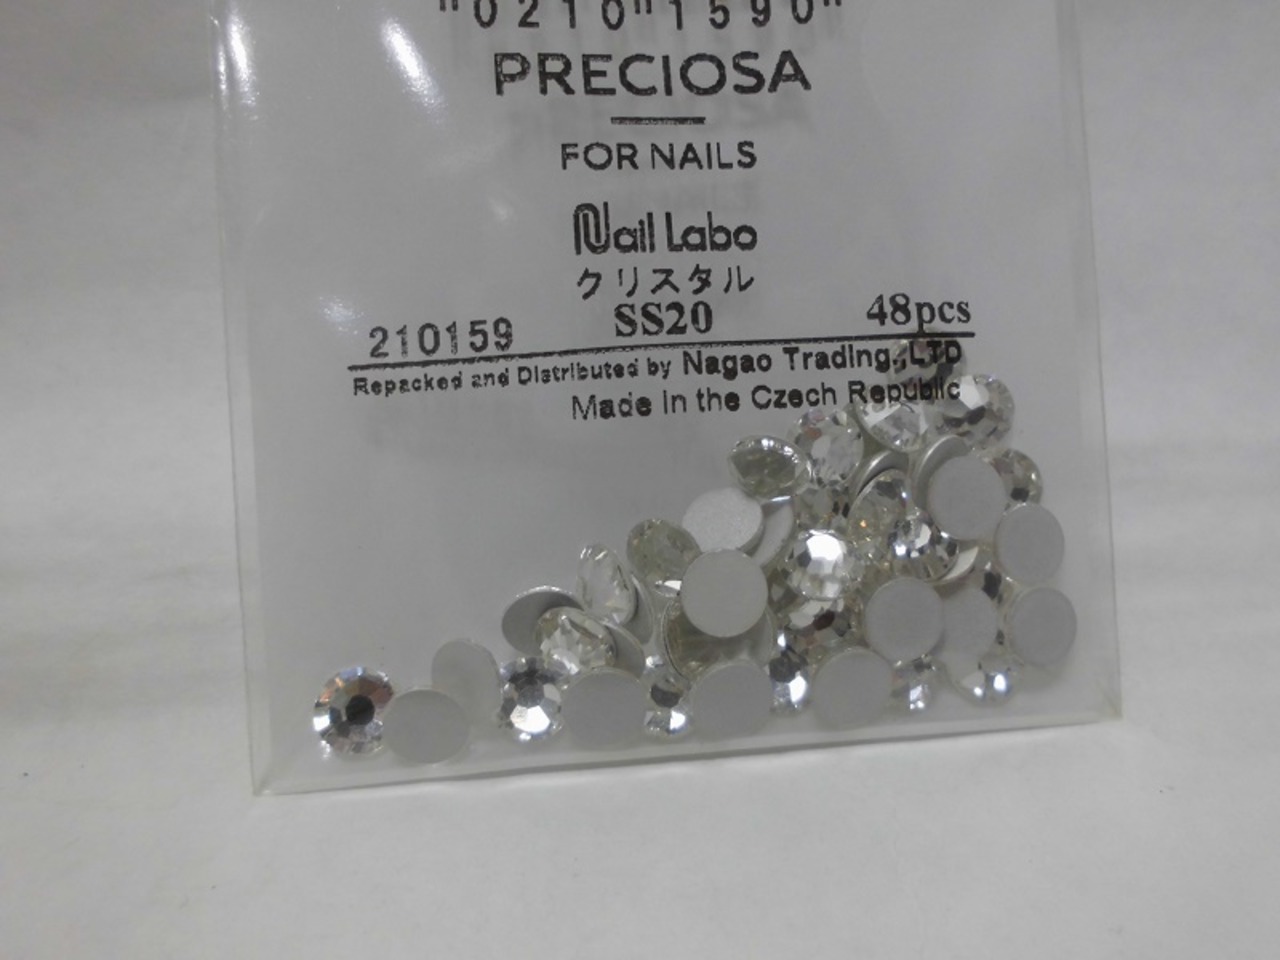 "0210"1590"
PRECIOSA
FOR NAILS
Nail Labo
クリスタル
210159 SS20 48pcs
Repacked and Distributed by Nagao Trading.,LTD
Made in the Czech Republic